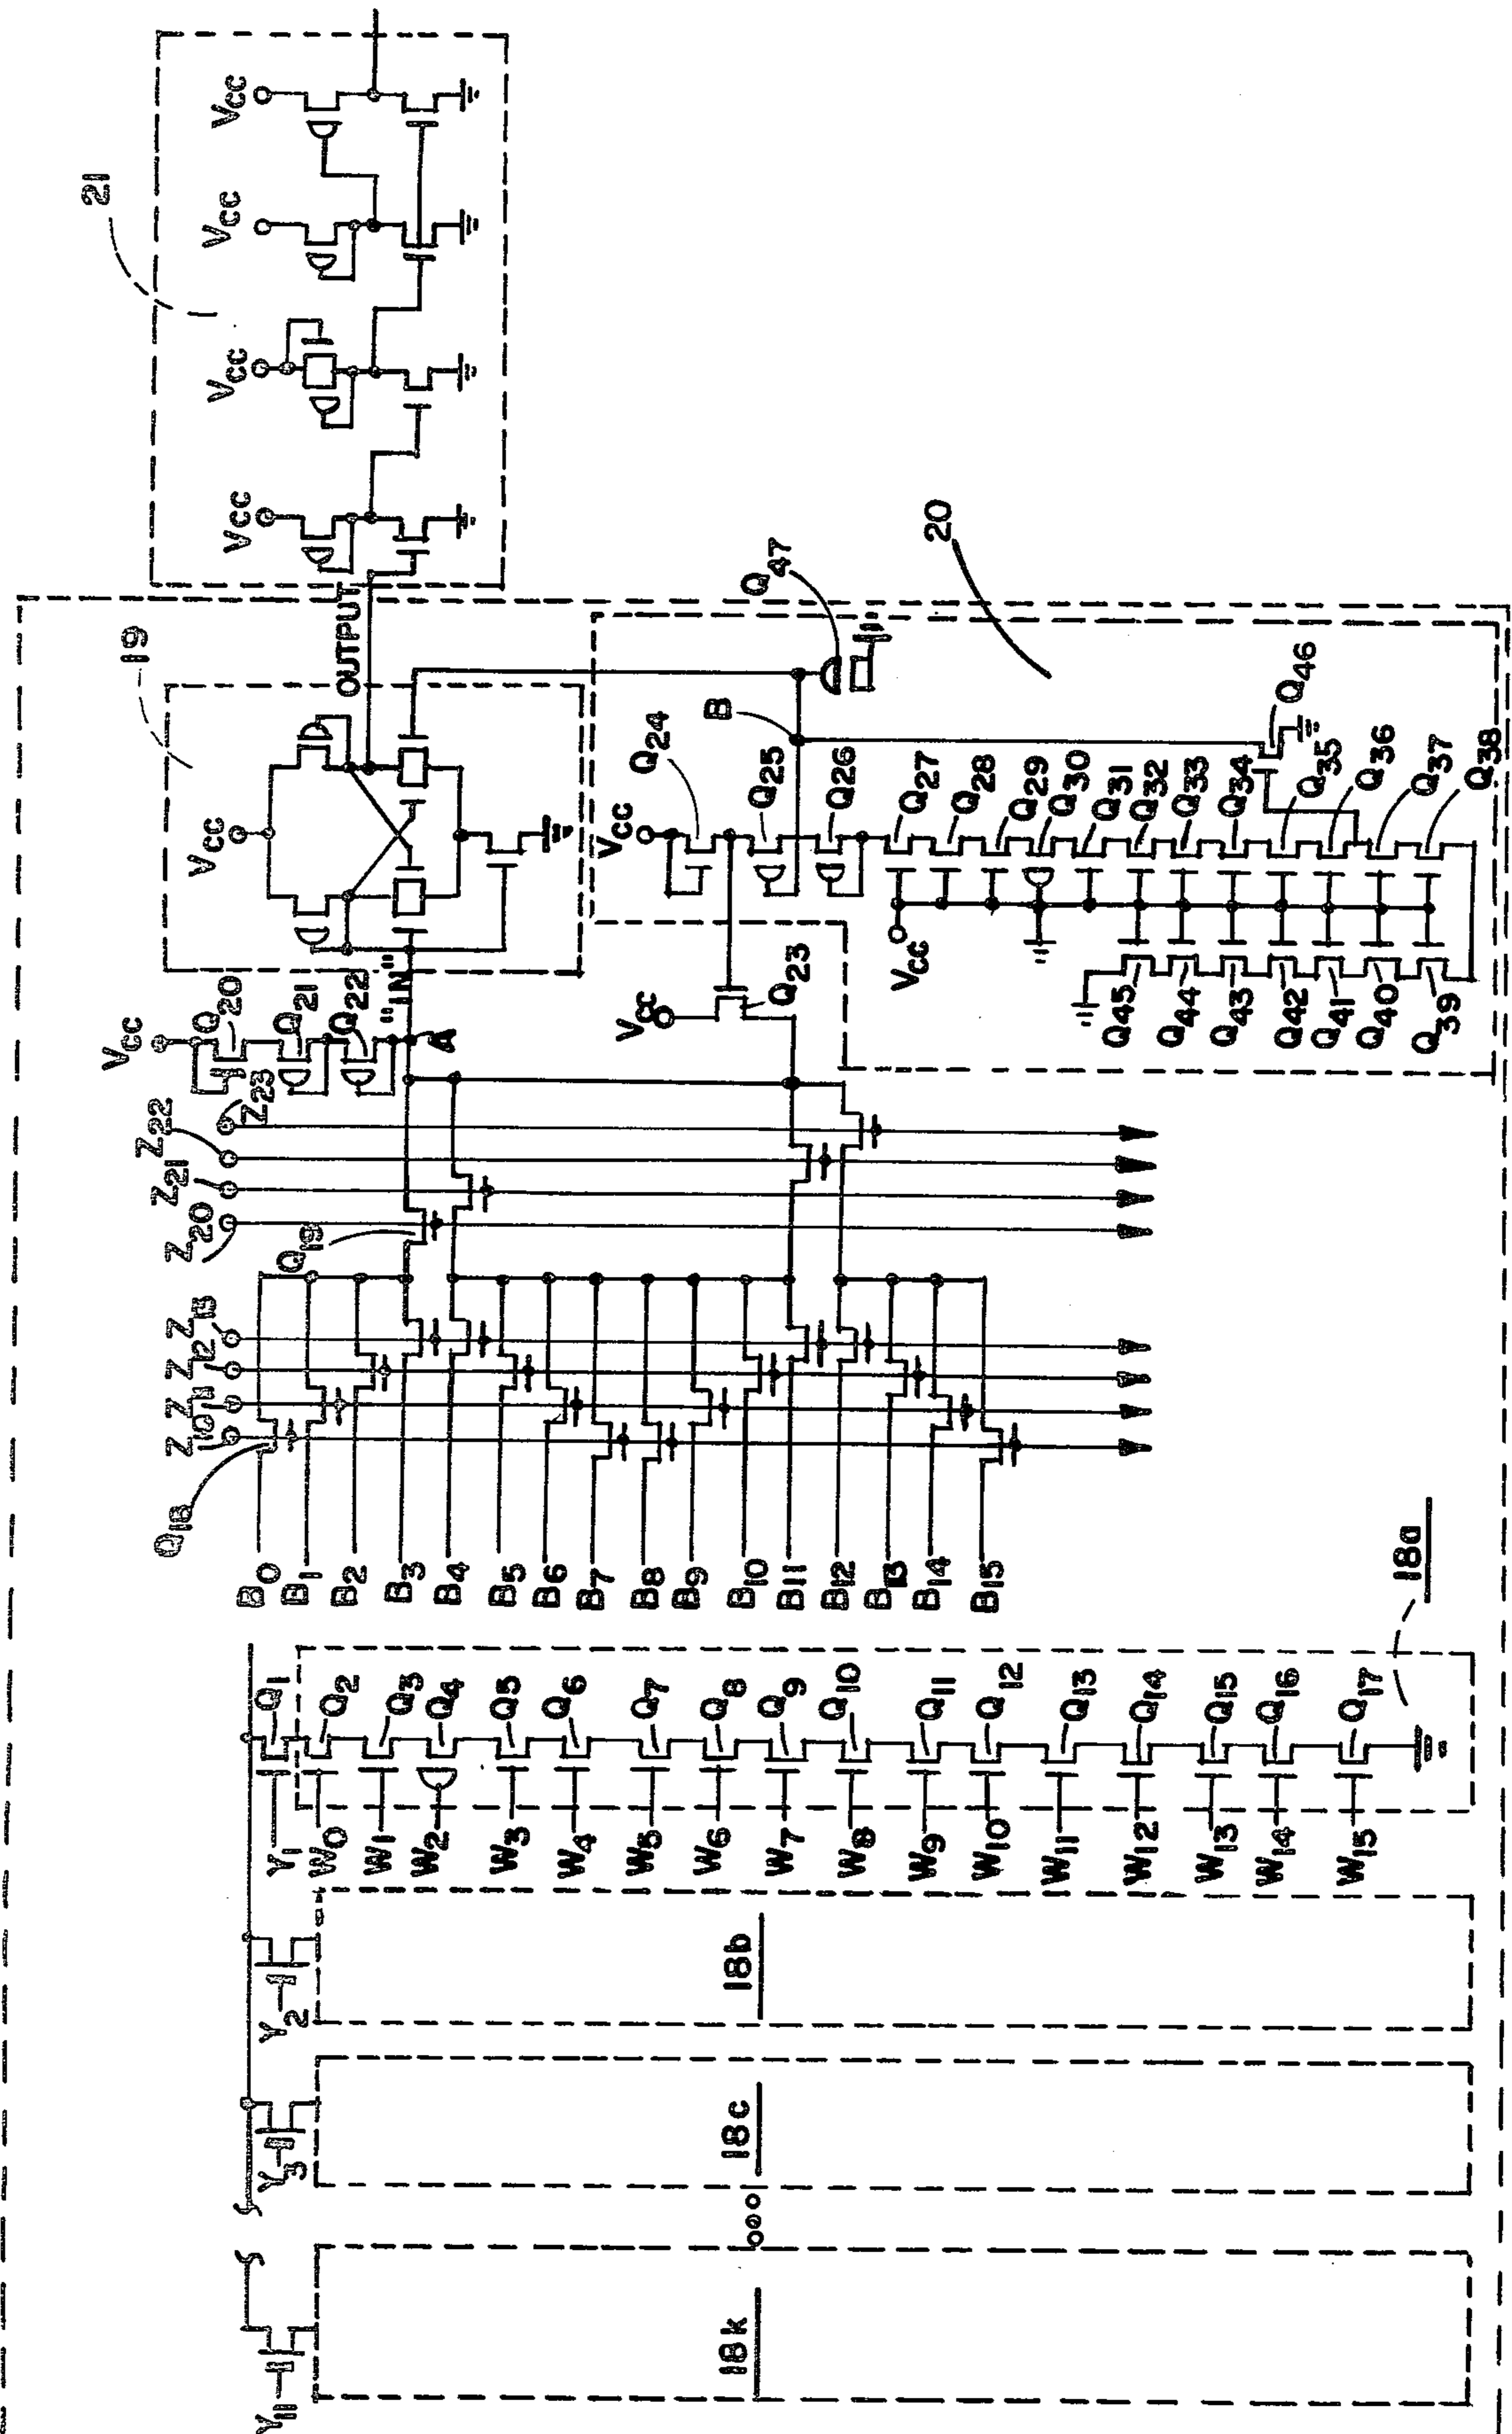 21
VCC
VCC
VCC
VCC
19
OUTPUT
VCC
"IN"
A
VCC
Q20
Q21
Q22
Z23
Z22
Z21
Z20
Q19
Z13
Z12
Z11
Z10
Q18
B0
B1
B2
B3
B4
B5
B6
B7
B8
B9
B10
B11
B12
B13
B14
B15
20
Q47
B
Q24
VCC
Q25
Q26
Q23
VCC
Q27
Q28
Q29
Q30
Q31
Q32
Q33
Q34
Q35
Q36
Q37
Q38
Q46
VCC
Q45
Q44
Q43
Q42
Q41
Q40
Q39
18a
Q1
Q2
Q3
Q4
Q5
Q6
Q7
Q8
Q9
Q10
Q11
Q12
Q13
Q14
Q15
Q16
Q17
Y1
W0
W1
W2
W3
W4
W5
W6
W7
W8
W9
W10
W11
W12
W13
W14
W15
Y2
18b
Y3
18c
Y11
18k